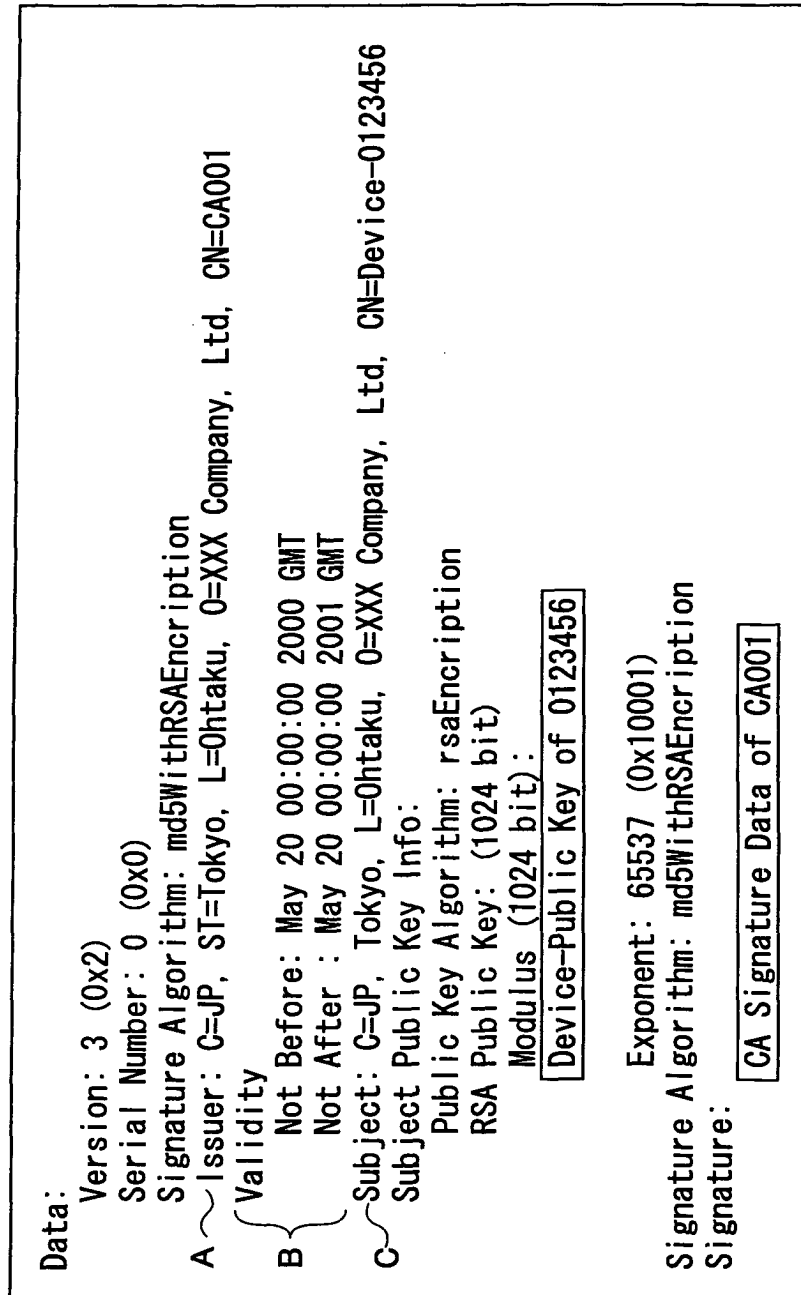 Data:
Version: 3 (0x2)
Serial Number: 0 (0x0)
Signature Algorithm: md5WithRSAEncription
A Issuer: C=JP, ST=Tokyo, L=Ohtaku, O=XXX Company, Ltd, CN=CA001
Validity
B Not Before: May 20 00:00:00 2000 GMT
Not After : May 20 00:00:00 2001 GMT
C Subject: C=JP, Tokyo, L=Ohtaku, O=XXX Company, Ltd, CN=Device-0123456
Subject Public Key Info:
Public Key Algorithm: rsaEncription
RSA Public Key: (1024 bit)
Modulus (1024 bit):
Device-Public Key of 0123456
Exponent: 65537 (0x10001)
Signature Algorithm: md5WithRSAEncription
Signature:
CA Signature Data of CA001